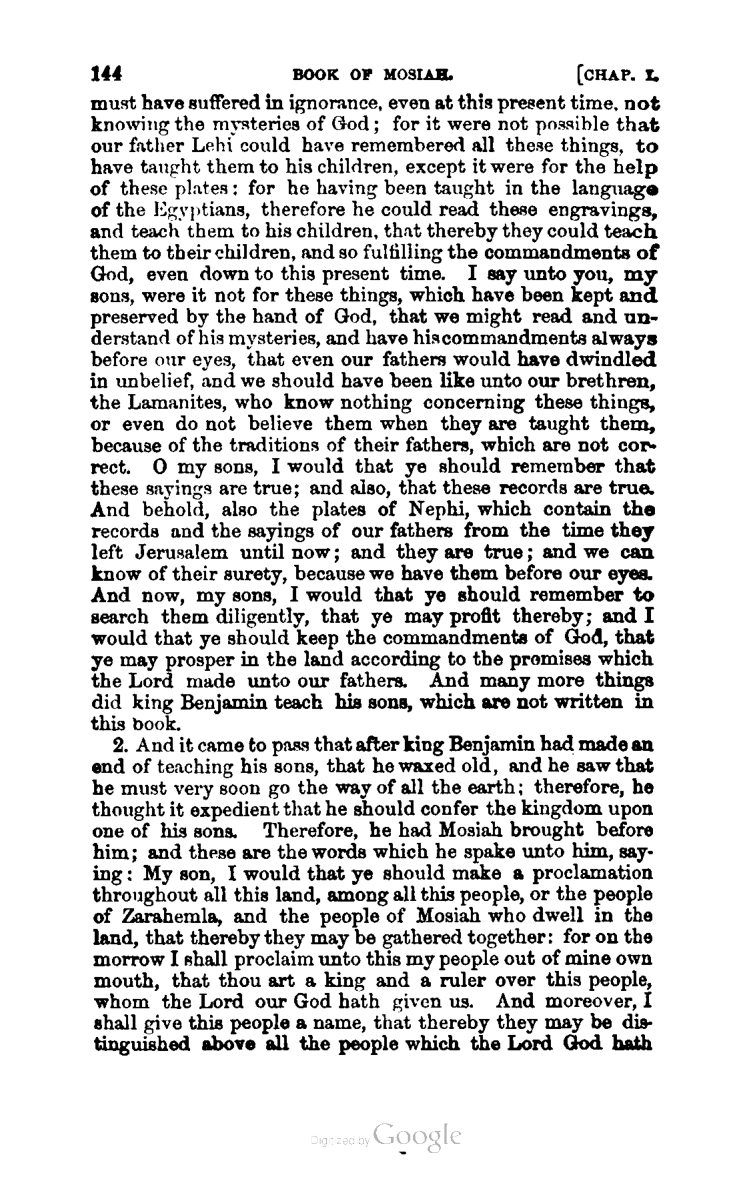 144 BOOK OF MOSIAH. [CHAP. I.
must have suffered in ignorance, even at this present time, not
knowing the mysteries of God; for it were not possible that
our father Lehi could have remembered all these things, to
have taught them to his children, except it were for the help
of these plates: for he having been taught in the language
of the Egyptians, therefore he could read these engravings,
and teach them to his children, that thereby they could teach
them to their children, and so fulfilling the commandments of
God, even down to this present time. I say unto you, my
sons, were it not for these things, which have been kept and
preserved by the hand of God, that we might read and un-
derstand of his mysteries, and have his commandments always
before our eyes, that even our fathers would have dwindled
in unbelief, and we should have been like unto our brethren,
the Lamanites, who know nothing concerning these things,
or even do not believe them when they are taught them,
because of the traditions of their fathers, which are not cor-
rect. O my sons, I would that ye should remember that
these sayings are true; and also, that these records are true.
And behold, also the plates of Nephi, which contain the
records and the sayings of our fathers from the time they
left Jerusalem until now; and they are true; and we can
know of their surety, because we have them before our eyes.
And now, my sons, I would that ye should remember to
search them diligently, that ye may profit thereby; and I
would that ye should keep the commandments of God, that
ye may prosper in the land according to the promises which
the Lord made unto our fathers. And many more things
did king Benjamin teach his sons, which are not written in
this book.
2. And it came to pass that after king Benjamin had made an
end of teaching his sons, that he waxed old, and he saw that
he must very soon go the way of all the earth; therefore, he
thought it expedient that he should confer the kingdom upon
one of his sons. Therefore, he had Mosiah brought before
him; and these are the words which he spake unto him, say-
ing: My son, I would that ye should make a proclamation
throughout all this land, among all this people, or the people
of Zarahemla, and the people of Mosiah who dwell in the
land, that thereby they may be gathered together: for on the
morrow I shall proclaim unto this my people out of mine own
mouth, that thou art a king and a ruler over this people,
whom the Lord our God hath given us. And moreover, I
shall give this people a name, that thereby they may be dis-
tinguished above all the people which the Lord God hath
Digitized by Google